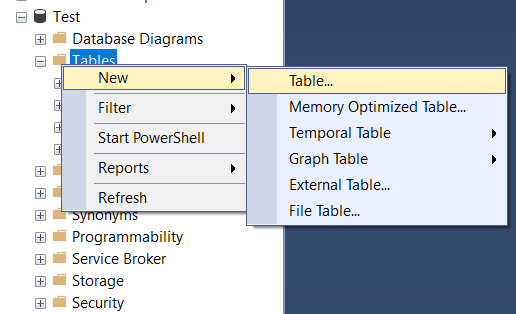 Test
Database Diagrams
Tables
New
Filter
Start PowerShell
Reports
Refresh
Table...
Memory Optimized Table...
Temporal Table
Graph Table
External Table...
File Table...
Synonyms
Programmability
Service Broker
Storage
Security